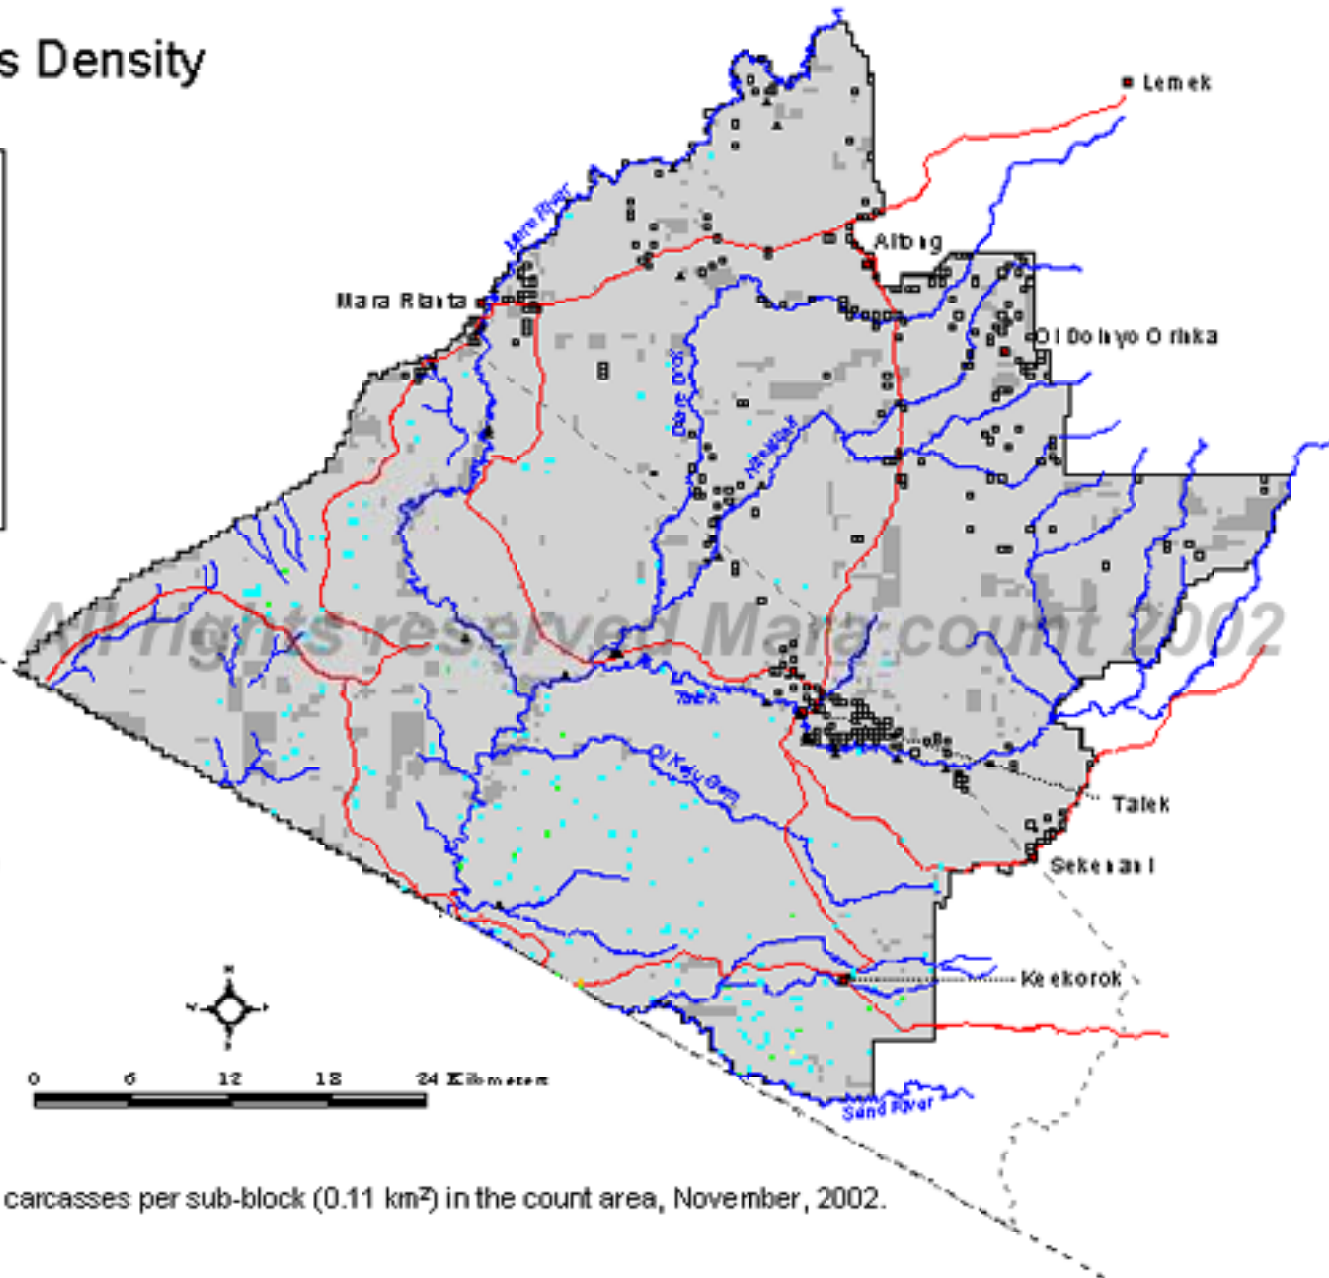 s Density
Lemek
Mara River
Aitong
Mara Rianta
Ol Doinyo Orinka
All rights reserved Mara count 2002
Talek
Ol Keju Gem
Talek
Sekenani
Keekorok
N
0 6 12 18 24 Kilometers
Sand River
carcasses per sub-block (0.11 km²) in the count area, November, 2002.